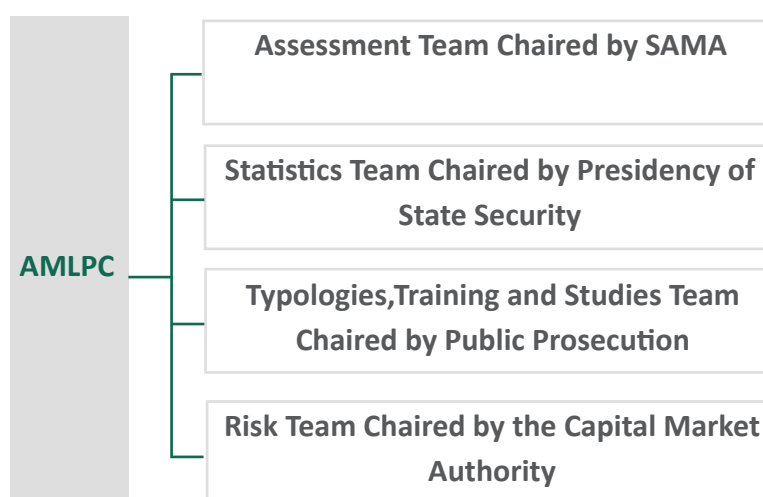 AMLPC
Assessment Team Chaired by SAMA
Statistics Team Chaired by Presidency of
State Security
Typologies,Training and Studies Team
Chaired by Public Prosecution
Risk Team Chaired by the Capital Market
Authority